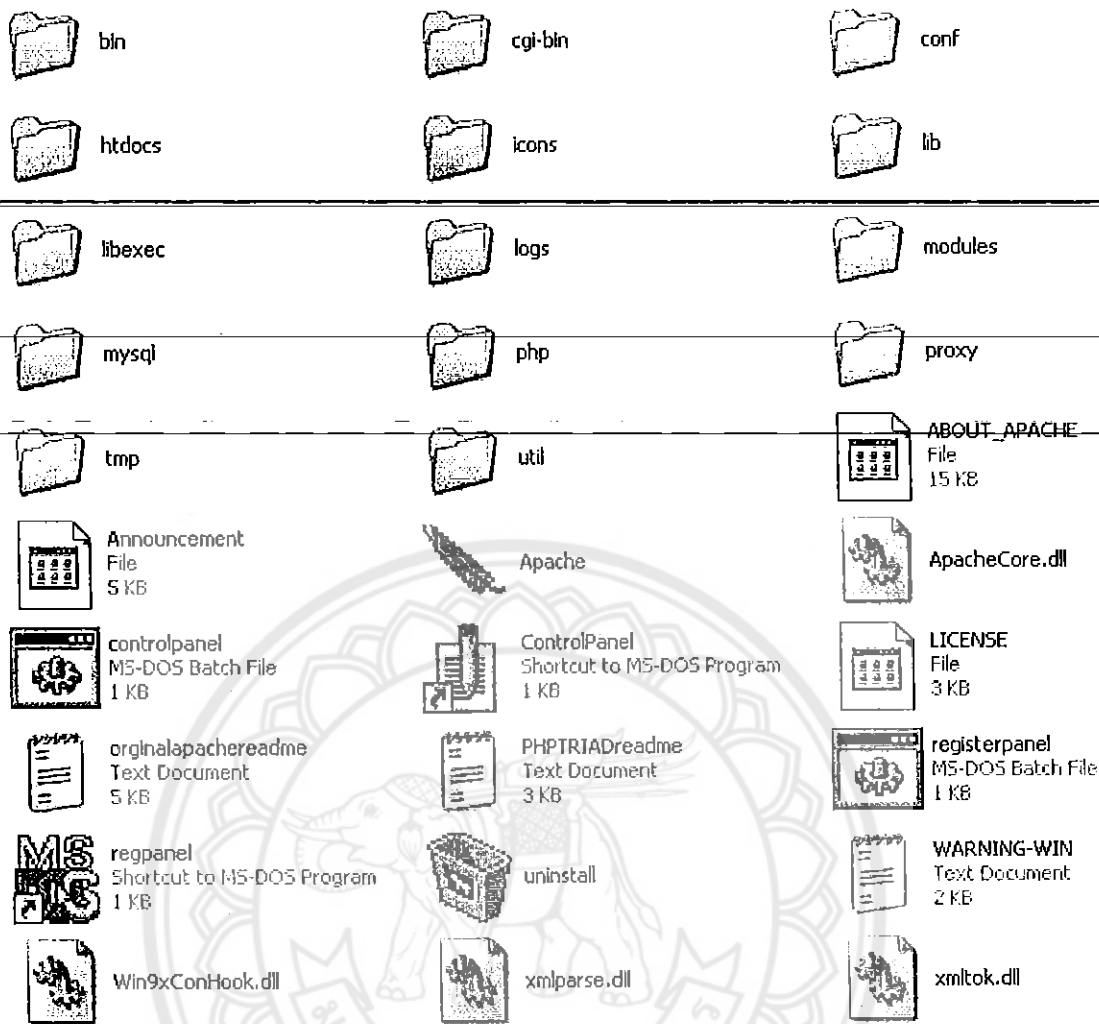 bin
cgi-bin
conf
htdocs
icons
lib
libexec
logs
modules
mysql
php
proxy
tmp
util
ABOUT_APACHE
File
15 KB
Announcement
File
5 KB
Apache
ApacheCore.dll
controlpanel
MS-DOS Batch File
1 KB
ControlPanel
Shortcut to MS-DOS Program
1 KB
LICENSE
File
3 KB
orginalapachereadme
Text Document
5 KB
PHPTRIADreadme
Text Document
3 KB
registerpanel
MS-DOS Batch File
1 KB
MS
regpanel
Shortcut to MS-DOS Program
1 KB
uninstall
WARNING-WIN
Text Document
2 KB
Win9xConHook.dll
xmlparse.dll
xmltok.dll